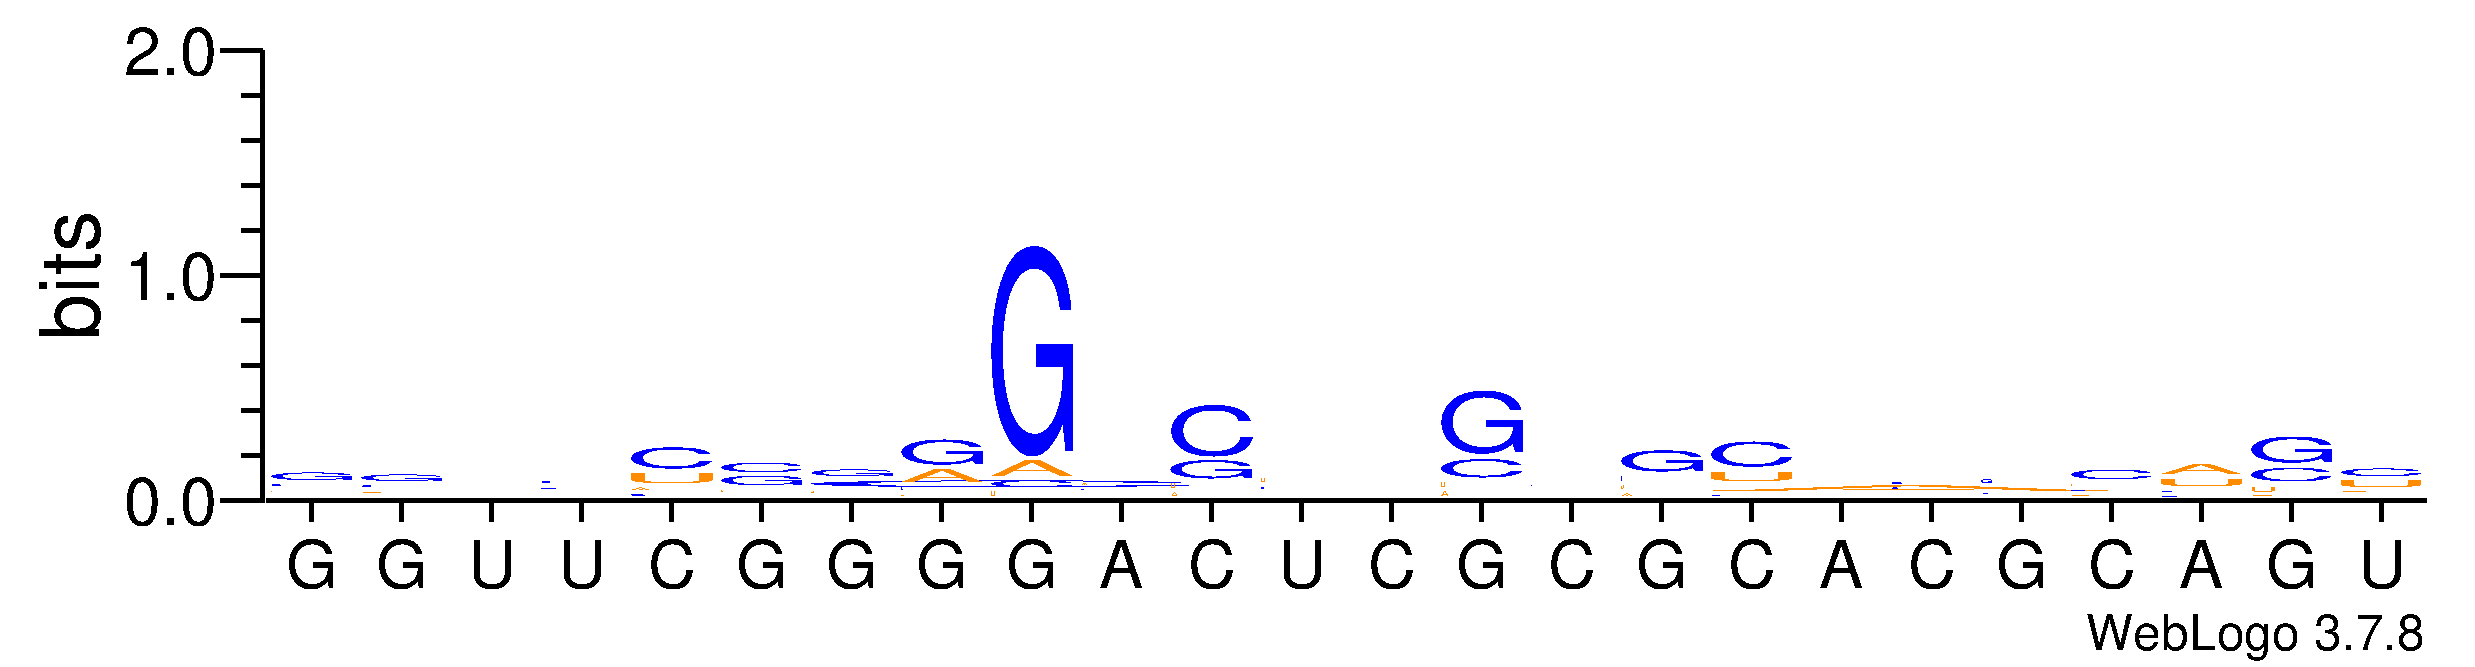 2.0
1.0
0.0
bits
G G U U C G G G G A C U C G C G C A C G C A G U
WebLogo 3.7.8